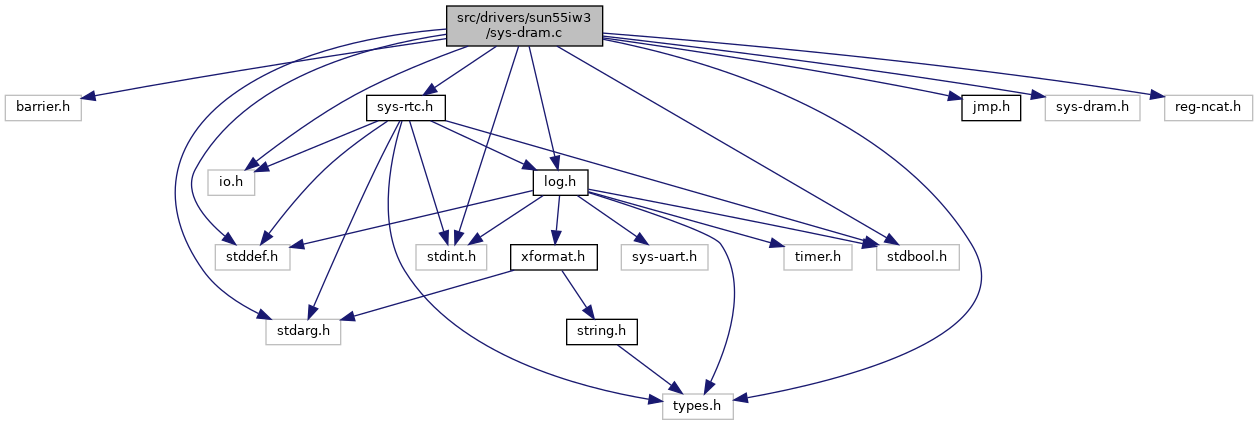 src/drivers/sun55iw3
/sys-dram.c
barrier.h
sys-rtc.h
jmp.h
sys-dram.h
reg-ncat.h
io.h
log.h
stddef.h
stdint.h
xformat.h
sys-uart.h
timer.h
stdbool.h
stdarg.h
string.h
types.h